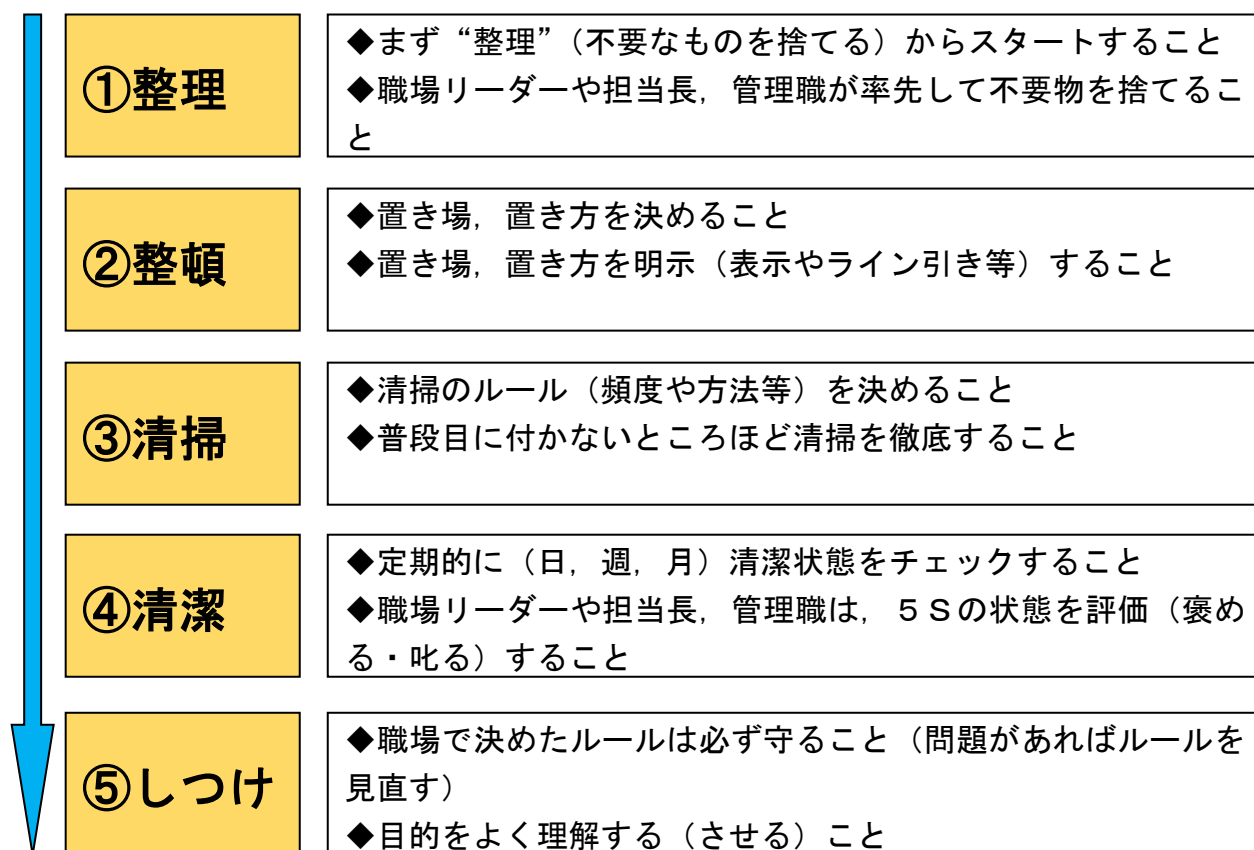 ①整理
◆まず“整理”（不要なものを捨てる）からスタートすること
◆職場リーダーや担当長，管理職が率先して不要物を捨てるこ
と
②整頓
◆置き場，置き方を決めること
◆置き場，置き方を明示（表示やライン引き等）すること
③清掃
◆清掃のルール（頻度や方法等）を決めること
◆普段目に付かないところほど清掃を徹底すること
④清潔
◆定期的に（日，週，月）清潔状態をチェックすること
◆職場リーダーや担当長，管理職は，５Ｓの状態を評価（褒め
る・叱る）すること
⑤しつけ
◆職場で決めたルールは必ず守ること（問題があればルールを
見直す）
◆目的をよく理解する（させる）こと